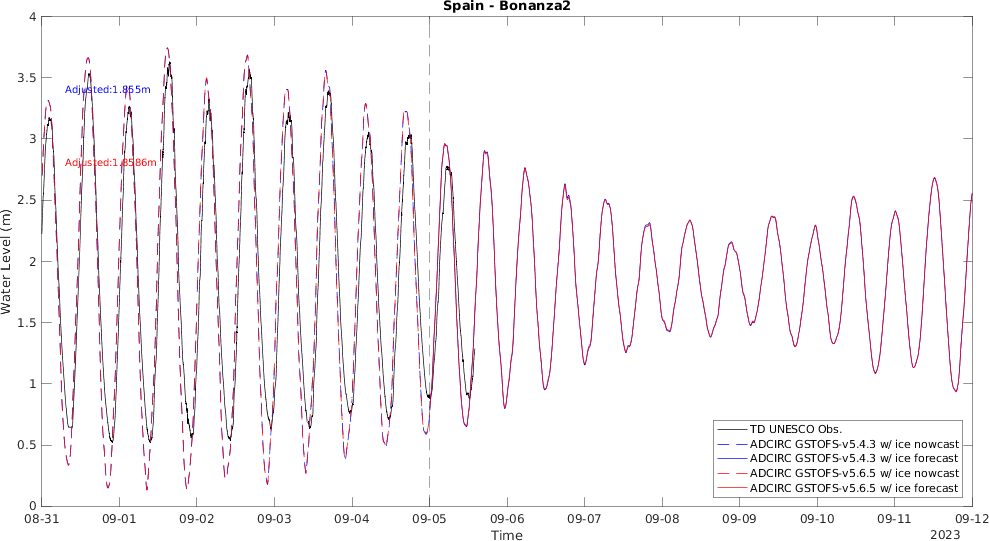 Spain - Bonanza2
4
3.5
3
2.5
2
1.5
1
0.5
0
Water Level (m)
Adjusted:1.855m
Adjusted:1.8586m
TD UNESCO Obs.
ADCIRC GSTOFS-v5.4.3 w/ ice nowcast
ADCIRC GSTOFS-v5.4.3 w/ ice forecast
ADCIRC GSTOFS-v5.6.5 w/ ice nowcast
ADCIRC GSTOFS-v5.6.5 w/ ice forecast
08-31 09-01 09-02 09-03 09-04 09-05 09-06 09-07 09-08 09-09 09-10 09-11 09-12
Time
2023